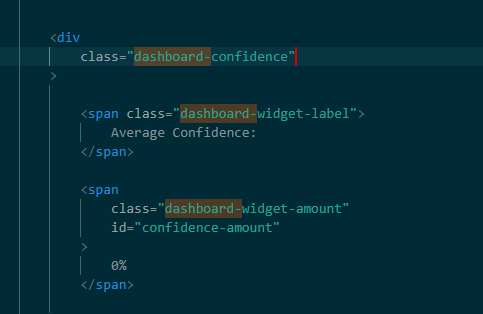 <div
class="dashboard-confidence"
>
<span class="dashboard-widget-label">
Average Confidence:
</span>
<span
class="dashboard-widget-amount"
id="confidence-amount"
>
0%
</span>